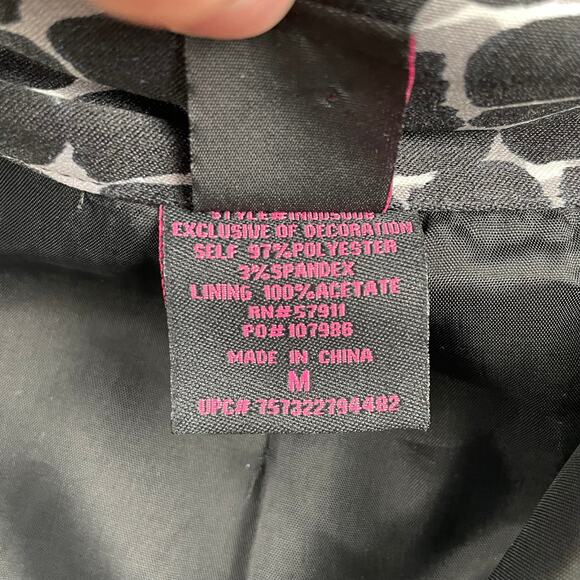 EXCLUSIVE OF DECORATION
SELF 97%POLYESTER
3%SPANDEX
LINING 100%ACETATE
RN#57911
PO#107986
MADE IN CHINA
M
UPC# 757322794482